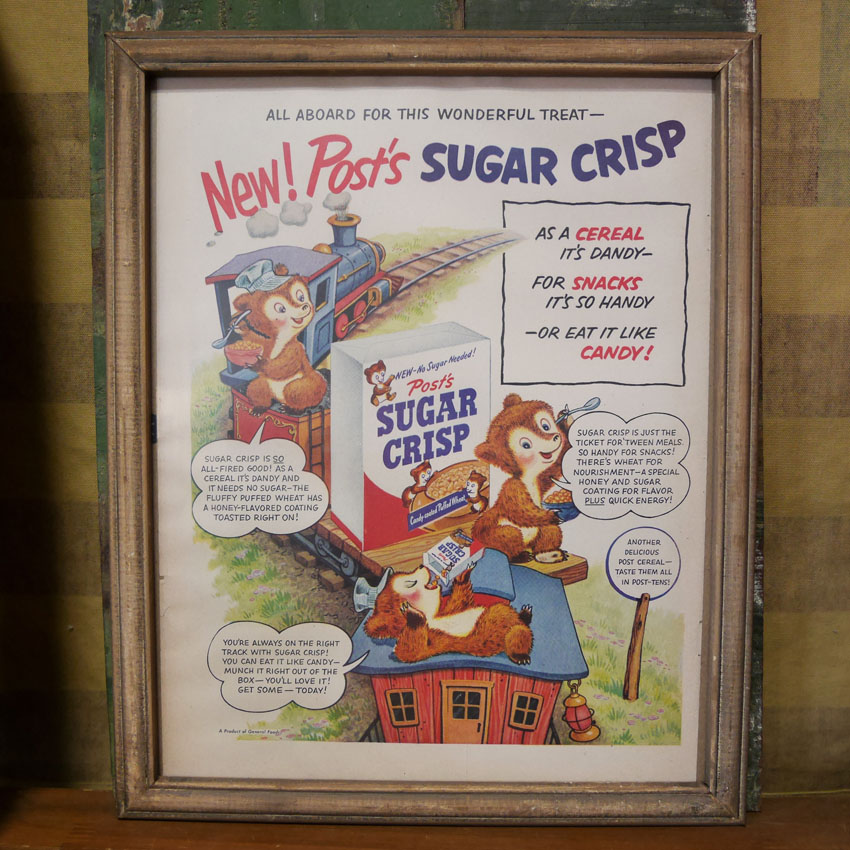 ALL ABOARD FOR THIS WONDERFUL TREAT—
New! Post's SUGAR CRISP
AS A CEREAL
IT'S DANDY—
FOR SNACKS
IT'S SO HANDY
—OR EAT IT LIKE
CANDY!
NEW—No Sugar Needed!
Post's
SUGAR
CRISP
Candy-coated Puffed Wheat
SUGAR CRISP IS SO
ALL-FIRED GOOD! AS A
CEREAL IT'S DANDY AND
IT NEEDS NO SUGAR—THE
FLUFFY PUFFED WHEAT HAS
A HONEY-FLAVORED COATING
TOASTED RIGHT ON!
SUGAR CRISP IS JUST THE
TICKET FOR 'TWEEN MEALS.
SO HANDY FOR SNACKS!
THERE'S WHEAT FOR
NOURISHMENT—A SPECIAL
HONEY AND SUGAR
COATING FOR FLAVOR
PLUS QUICK ENERGY!
ANOTHER
DELICIOUS
POST CEREAL—
TASTE THEM ALL
IN POST-TENS!
SUGAR
CRISP
YOU'RE ALWAYS ON THE RIGHT
TRACK WITH SUGAR CRISP!
YOU CAN EAT IT LIKE CANDY—
MUNCH IT RIGHT OUT OF THE
BOX—YOU'LL LOVE IT!
GET SOME — TODAY!
A Product of General Foods